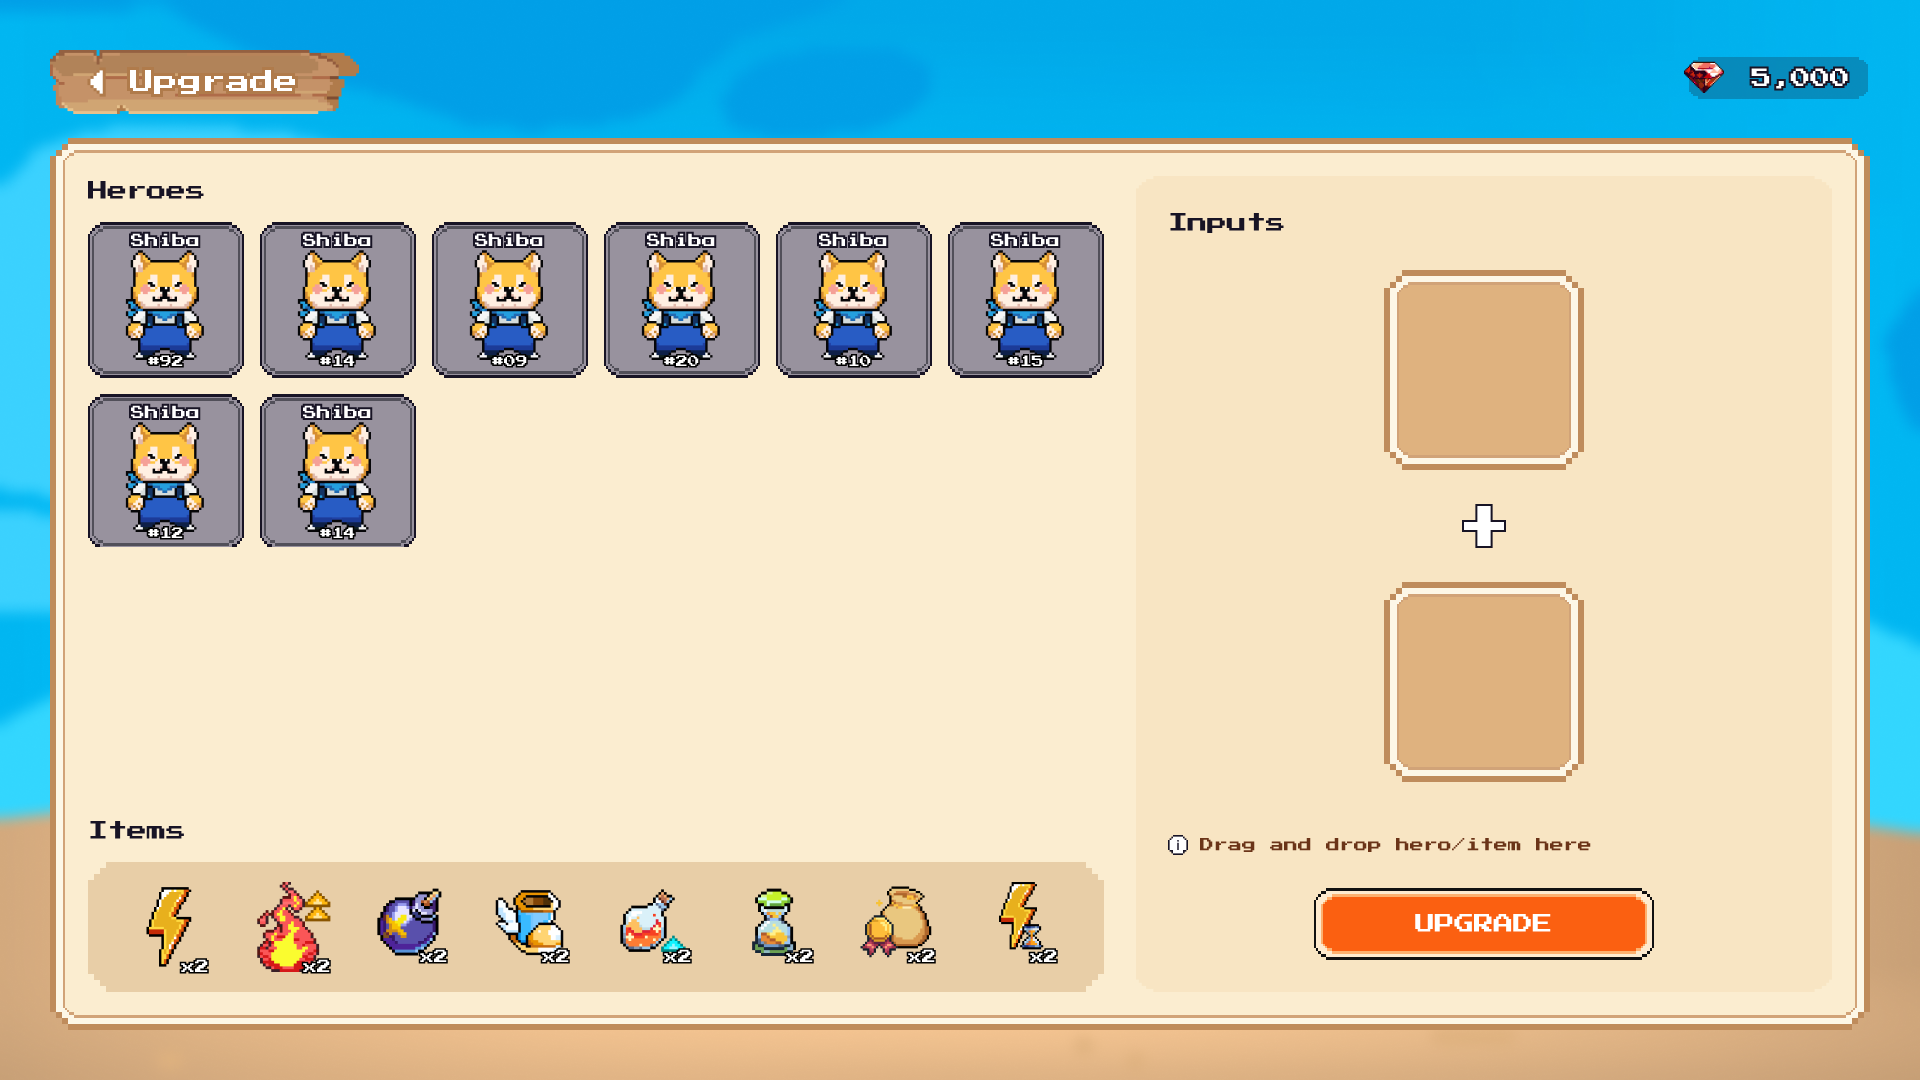 Upgrade
5,000
Heroes
Shiba Shiba Shiba Shiba Shiba Shiba
#92 #14 #09 #20 #10 #15
Shiba Shiba
#12 #14
Items
x2 x2 x2 x2 x2 x2 x2 x2
Inputs
Drag and drop hero/item here
UPGRADE